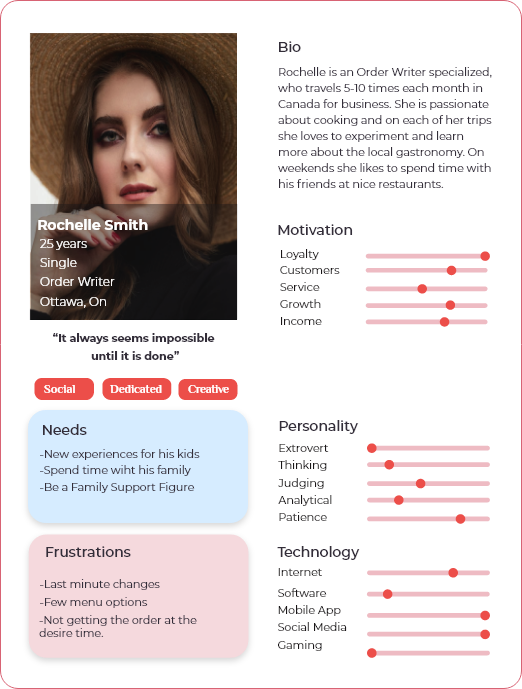 Rochelle Smith
25 years
Single
Order Writer
Ottawa, On
“It always seems impossible
until it is done”
Social
Dedicated
Creative
Needs
-New experiences for his kids
-Spend time wiht his family
-Be a Family Support Figure
Frustrations
-Last minute changes
-Few menu options
-Not getting the order at the
desire time.
Bio
Rochelle is an Order Writer specialized,
who travels 5-10 times each month in
Canada for business. She is passionate
about cooking and on each of her trips
she loves to experiment and learn
more about the local gastronomy. On
weekends she likes to spend time with
his friends at nice restaurants.
Motivation
Loyalty
Customers
Service
Growth
Income
Personality
Extrovert
Thinking
Judging
Analytical
Patience
Technology
Internet
Software
Mobile App
Social Media
Gaming